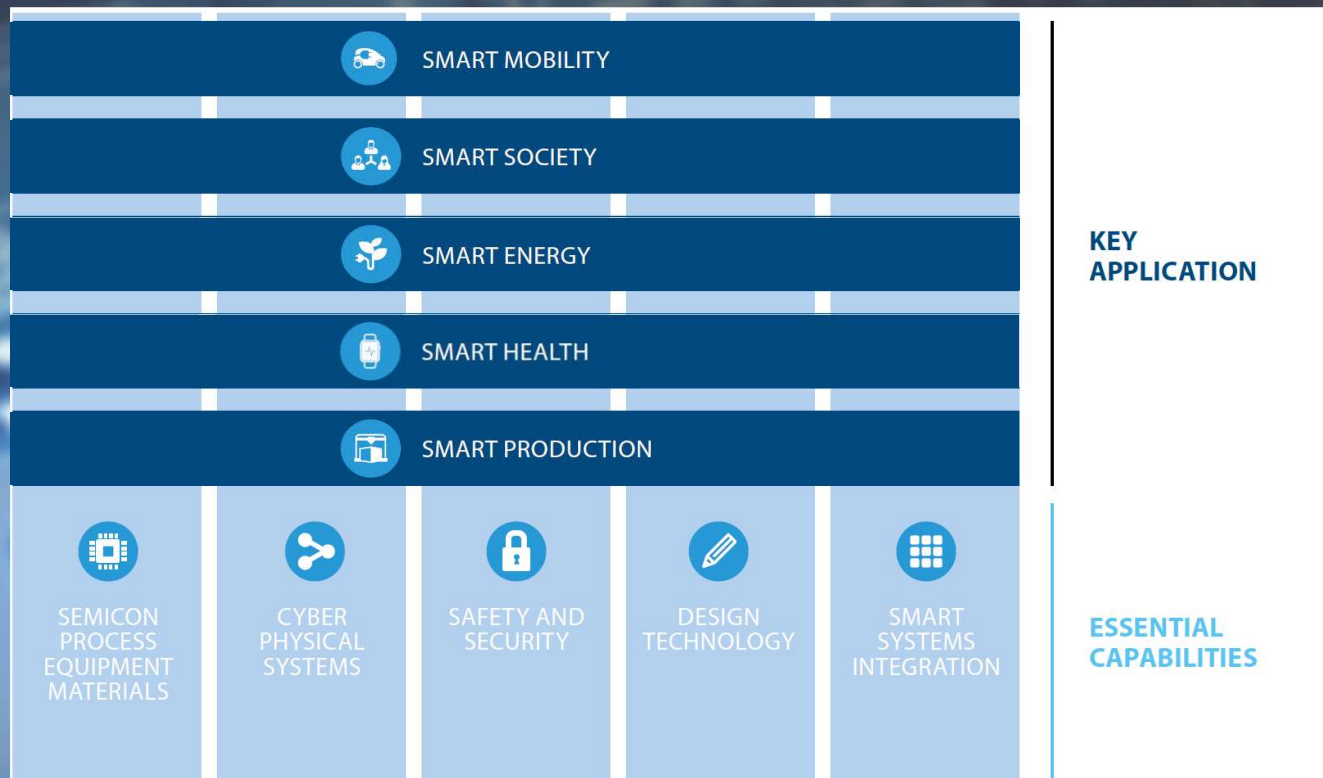 SMART MOBILITY
SMART SOCIETY
SMART ENERGY
SMART HEALTH
SMART PRODUCTION
KEY
APPLICATION
SEMICON
PROCESS
EQUIPMENT
MATERIALS
CYBER
PHYSICAL
SYSTEMS
SAFETY AND
SECURITY
DESIGN
TECHNOLOGY
SMART
SYSTEMS
INTEGRATION
ESSENTIAL
CAPABILITIES